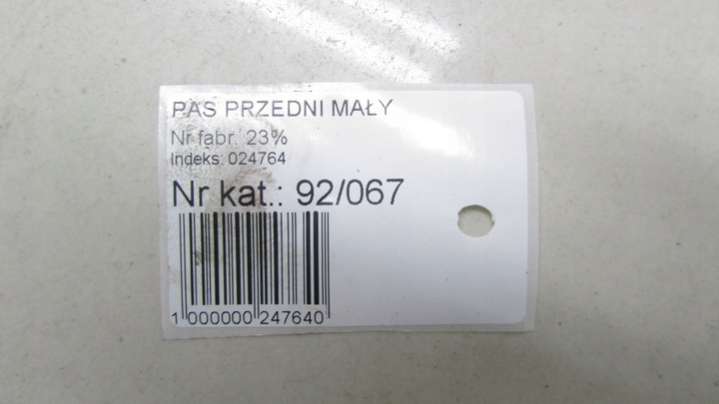 PAS PRZEDNI MAŁY
Nr fabr. 23%
Indeks: 024764
Nr kat.: 92/067
1 000000 247640